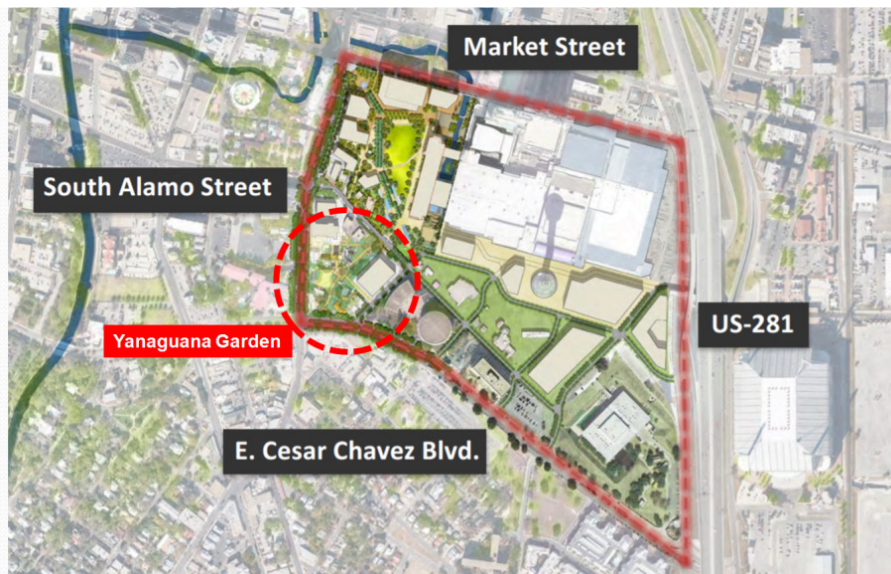 Market Street
South Alamo Street
US-281
Yanaguana Garden
E. Cesar Chavez Blvd.